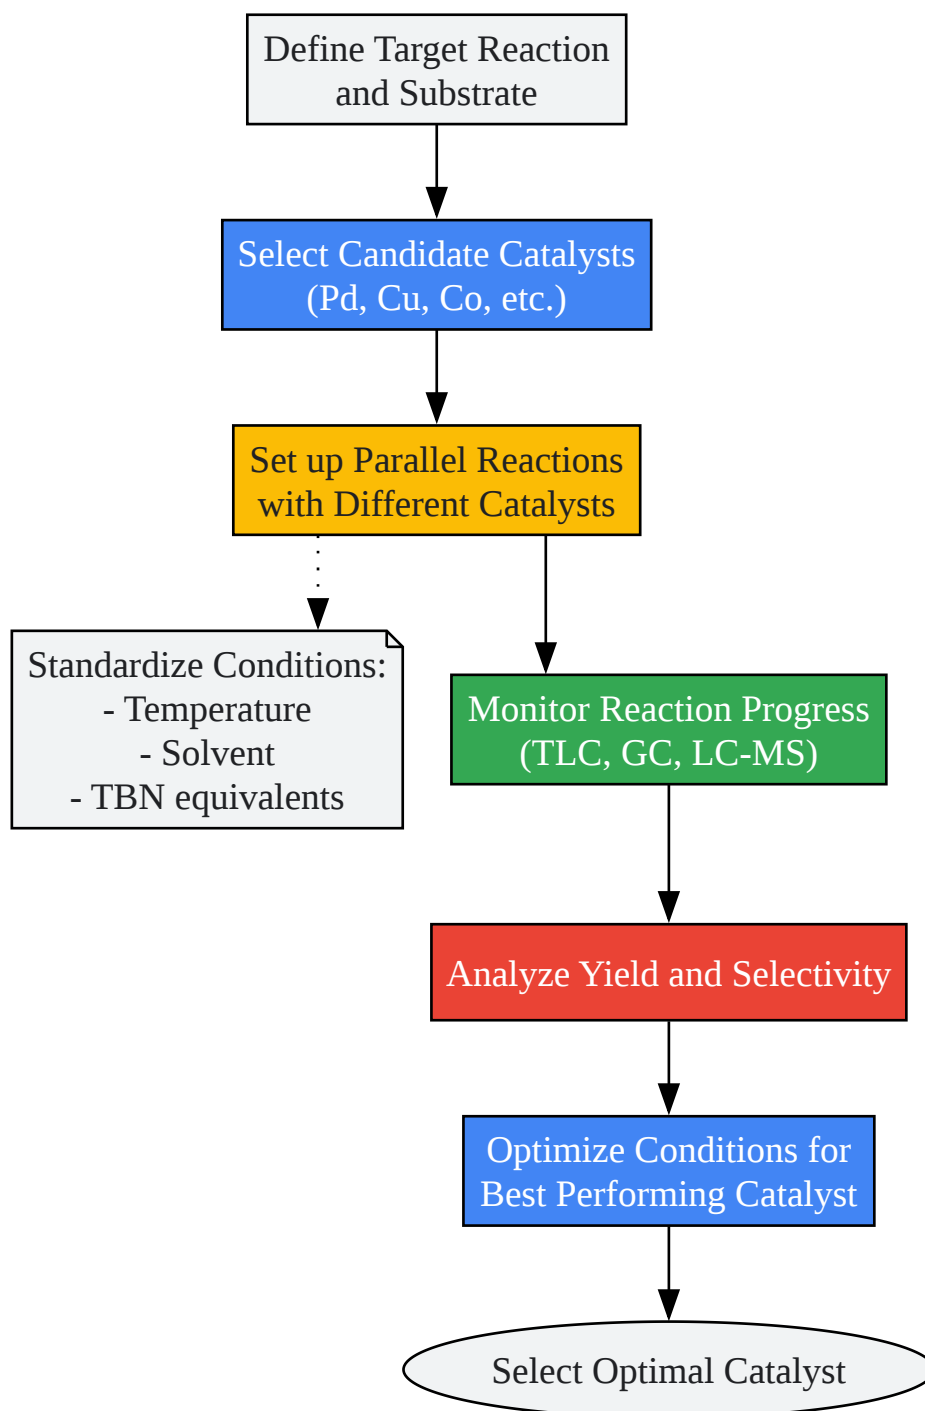 Define Target Reaction
and Substrate
Select Candidate Catalysts
(Pd, Cu, Co, etc.)
Set up Parallel Reactions
with Different Catalysts
Standardize Conditions:
- Temperature
- Solvent
- TBN equivalents
Monitor Reaction Progress
(TLC, GC, LC-MS)
Analyze Yield and Selectivity
Optimize Conditions for
Best Performing Catalyst
Select Optimal Catalyst